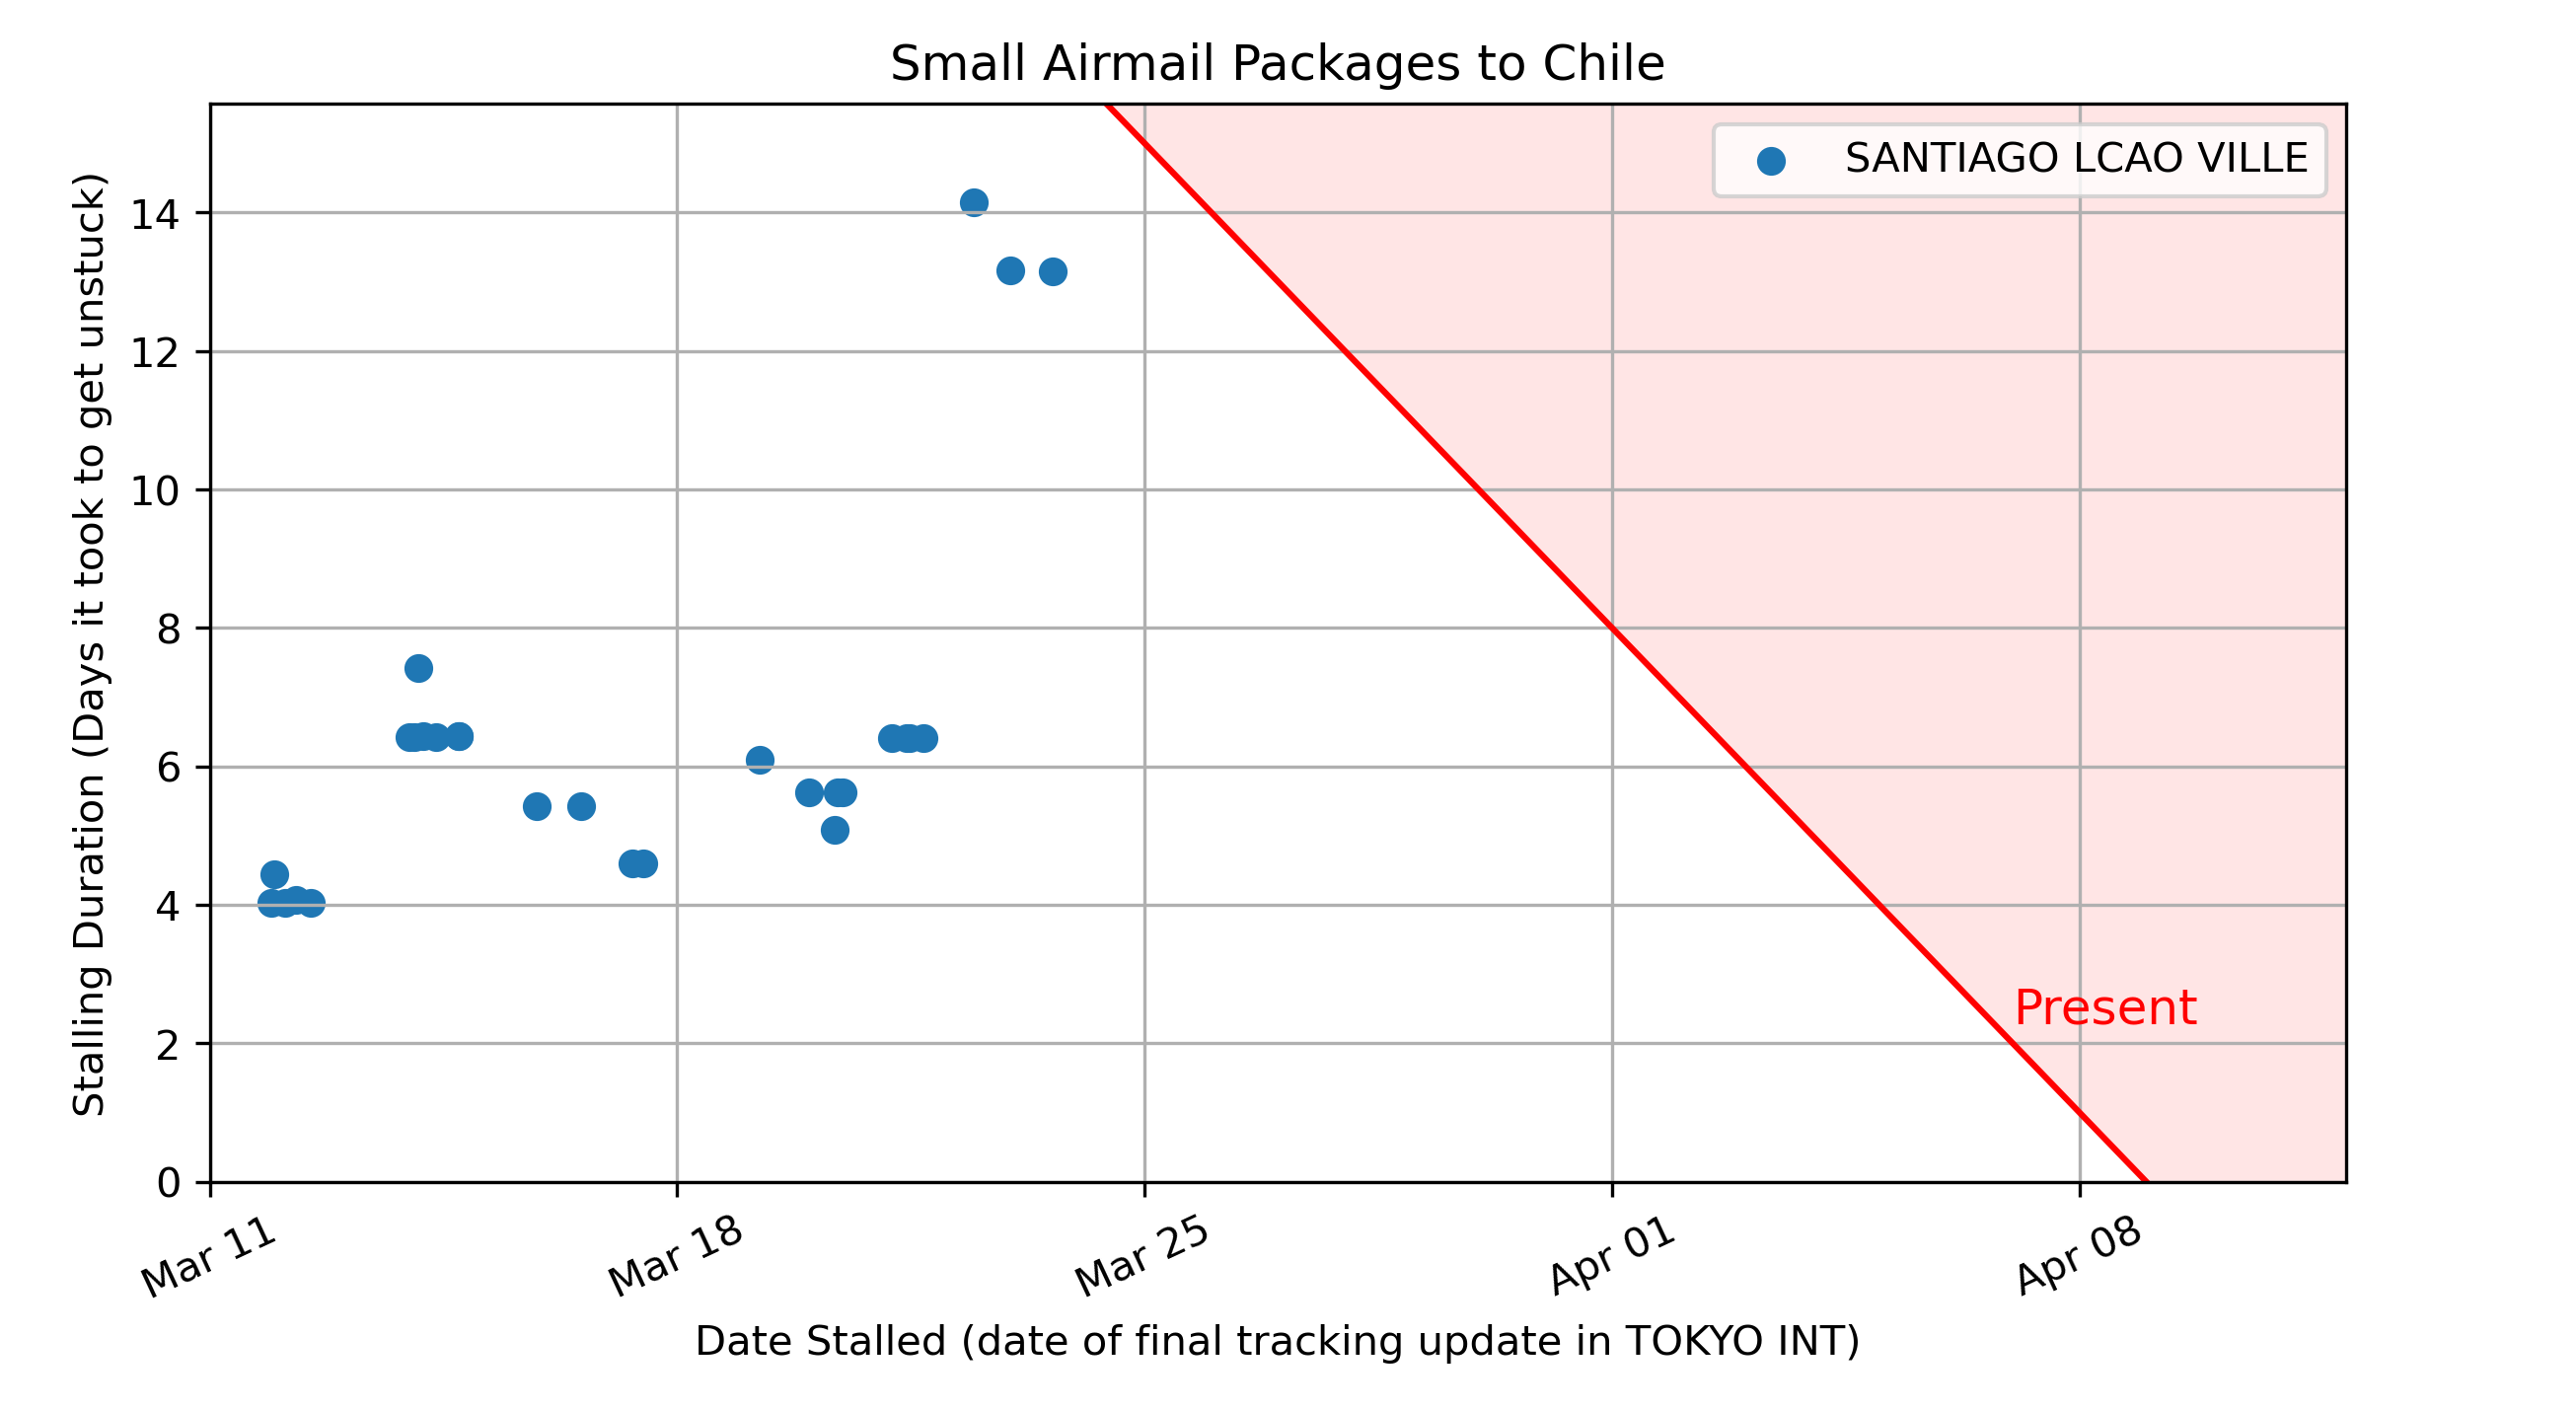 Small Airmail Packages to Chile
SANTIAGO LCAO VILLE
Stalling Duration (Days it took to get unstuck)
14
12
10
8
6
4
2
0
Present
Mar 11
Mar 18
Mar 25
Apr 01
Apr 08
Date Stalled (date of final tracking update in TOKYO INT)